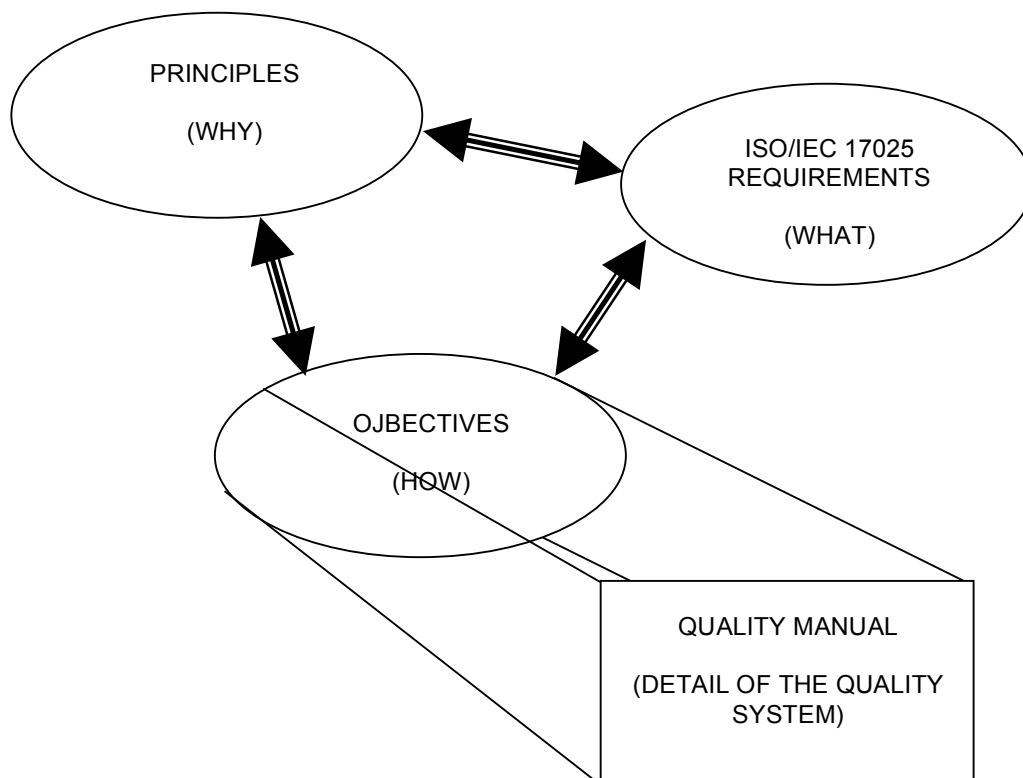 PRINCIPLES
(WHY)
ISO/IEC 17025
REQUIREMENTS
(WHAT)
OJBECTIVES
(HOW)
QUALITY MANUAL
(DETAIL OF THE QUALITY
SYSTEM)